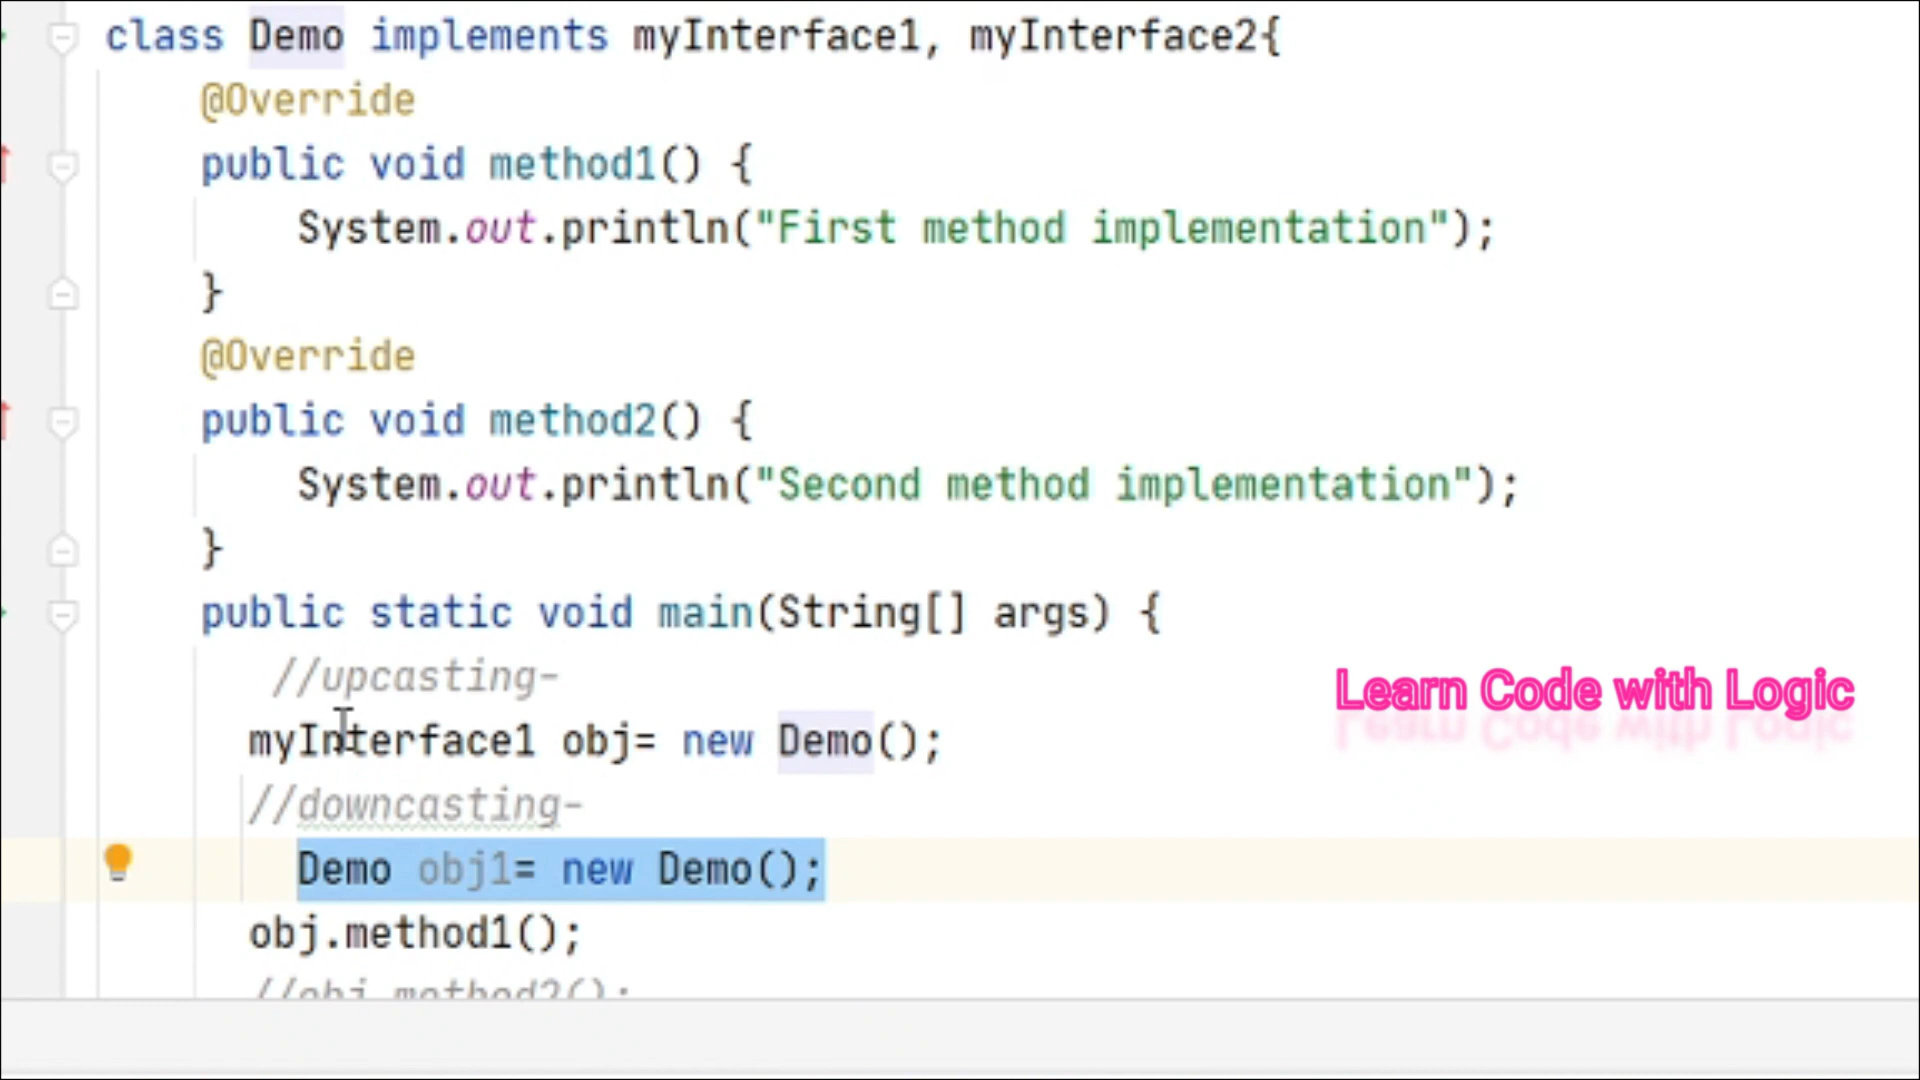 class Demo implements myInterface1, myInterface2{
@Override
public void method1() {
System.out.println("First method implementation");
}
@Override
public void method2() {
System.out.println("Second method implementation");
}
public static void main(String[] args) {
//upcasting-
myInterface1 obj= new Demo();
//downcasting-
Demo obj1= new Demo();
obj.method1();
//obj.method2();
Learn Code with Logic